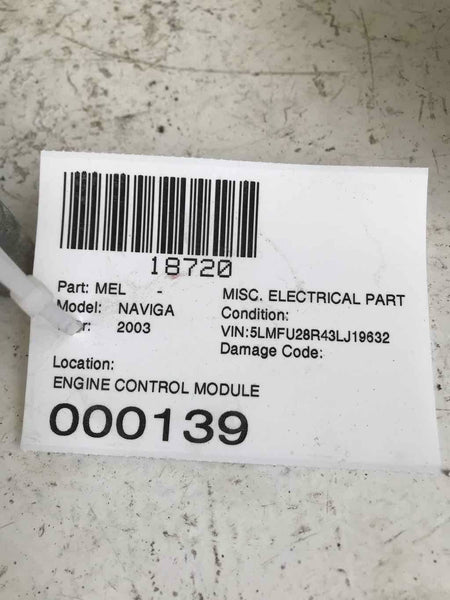 18720
Part: MEL - MISC. ELECTRICAL PART
Model: NAVIGA Condition:
2003 VIN:5LMFU28R43LJ19632
Damage Code:
Location:
ENGINE CONTROL MODULE
000139